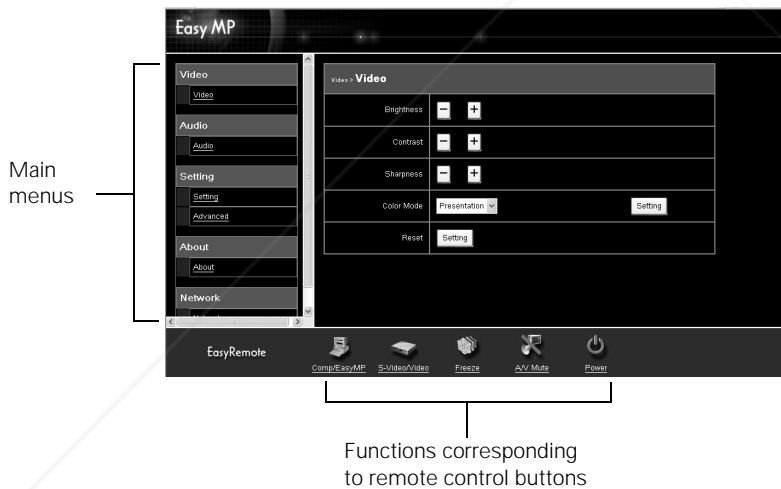 Easy MP
Main
menus
Video
Video
Audio
Audio
Setting
Setting
Advanced
About
About
Network
Video > Video
Brightness - +
Contrast - +
Sharpness - +
Color Mode Presentation Setting
Reset Setting
EasyRemote
Comp/EasyMP S-Video/Video Freeze A/V Mute Power
Functions corresponding
to remote control buttons